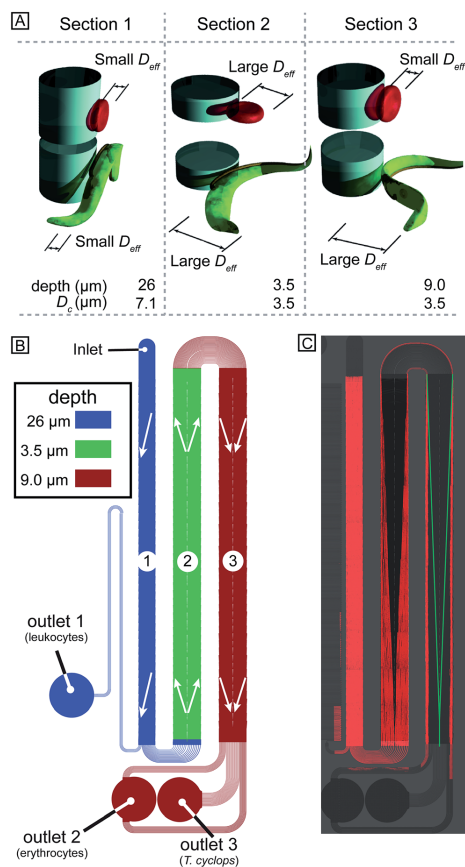 A
Section 1 Section 2 Section 3
Small Deff Large Deff Small Deff
Small Deff Large Deff Large Deff
depth (μm) 26 3.5 9.0
Dc (μm) 7.1 3.5 3.5
B
C
Inlet
depth
26 μm
3.5 μm
9.0 μm
1 2 3
outlet 1
(leukocytes)
outlet 2
(erythrocytes)
outlet 3
(T. cyclops)